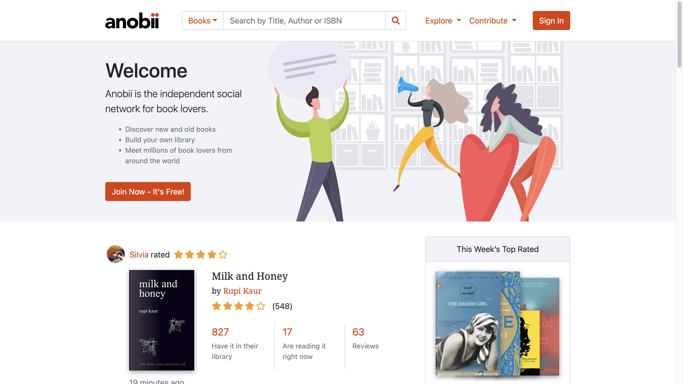 anobii
Books
Search by Title, Author or ISBN
Explore
Contribute
Sign In
Welcome
Anobii is the independent social
network for book lovers.
Discover new and old books
Build your own library
Meet millions of book lovers from
around the world
Join Now - It's Free!
Silvia rated
milk and
honey
rupi kaur
Milk and Honey
by Rupi Kaur
(548)
827
Have it in their
library
17
Are reading it
right now
63
Reviews
19 minutes ago
This Week's Top Rated
THE DANISH GIRL